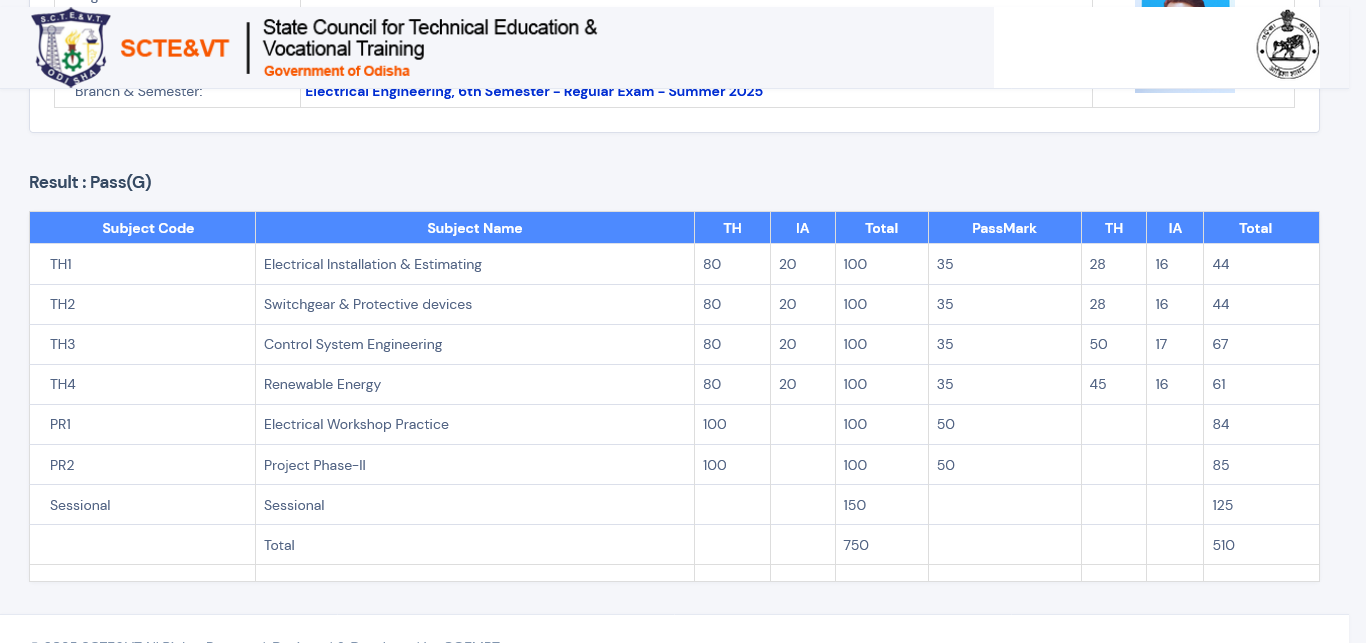 S.C.T.E.&V.T.
ODISHA
SCTE&VT
State Council for Technical Education &
Vocational Training
Government of Odisha
Branch & Semester: Electrical Engineering, 6th Semester - Regular Exam - Summer 2025
Result : Pass(G)
Subject Code Subject Name TH IA Total PassMark TH IA Total
TH1 Electrical Installation & Estimating 80 20 100 35 28 16 44
TH2 Switchgear & Protective devices 80 20 100 35 28 16 44
TH3 Control System Engineering 80 20 100 35 50 17 67
TH4 Renewable Energy 80 20 100 35 45 16 61
PR1 Electrical Workshop Practice 100 100 50 84
PR2 Project Phase-II 100 100 50 85
Sessional Sessional 150 125
Total 750 510